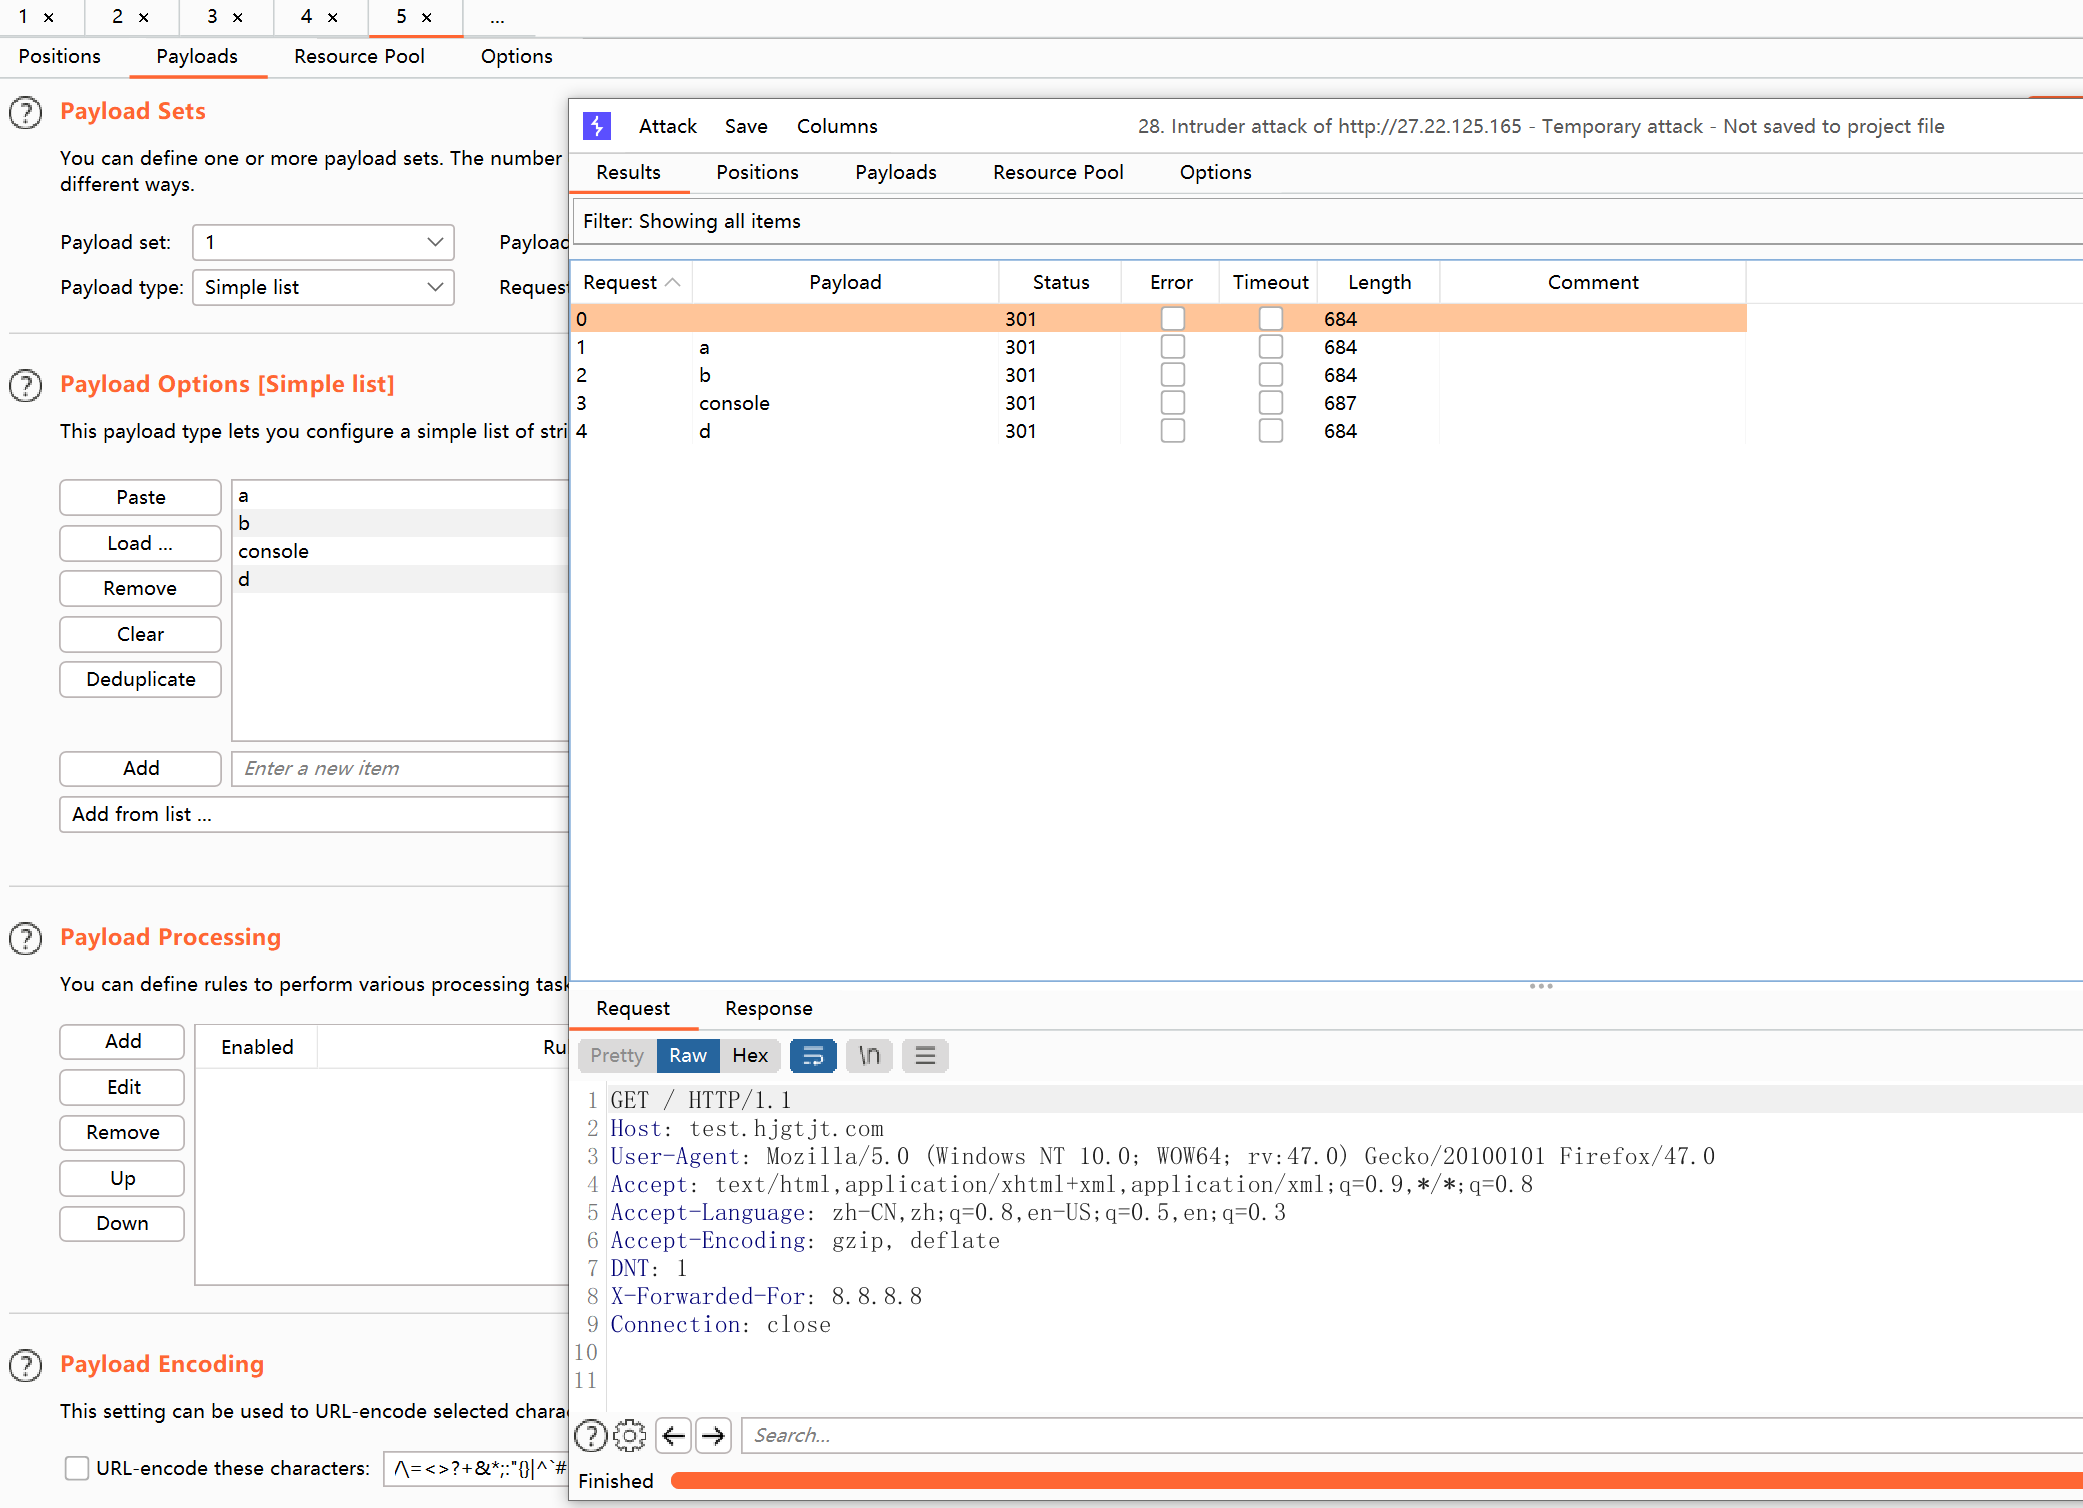 1 × 2 × 3 × 4 × 5 × ...
Positions Payloads Resource Pool Options
? Payload Sets
You can define one or more payload sets. The number
different ways.
Payload set: 1 Payload
Payload type: Simple list Request
? Payload Options [Simple list]
This payload type lets you configure a simple list of stri
Paste
Load ...
Remove
Clear
Deduplicate
a
b
console
d
Add Enter a new item
Add from list ...
? Payload Processing
You can define rules to perform various processing task
Add
Edit
Remove
Up
Down
Enabled Ru
? Payload Encoding
This setting can be used to URL-encode selected chara
URL-encode these characters: /\=<>?+&*;:"{}|^`#
Attack Save Columns 28. Intruder attack of http://27.22.125.165 - Temporary attack - Not saved to project file
Results Positions Payloads Resource Pool Options
Filter: Showing all items
Request Payload Status Error Timeout Length Comment
0 301 684
1 a 301 684
2 b 301 684
3 console 301 687
4 d 301 684
Request Response
Pretty Raw Hex \n
1 GET / HTTP/1.1
2 Host: test.hjgtjt.com
3 User-Agent: Mozilla/5.0 (Windows NT 10.0; WOW64; rv:47.0) Gecko/20100101 Firefox/47.0
4 Accept: text/html,application/xhtml+xml,application/xml;q=0.9,*/*;q=0.8
5 Accept-Language: zh-CN,zh;q=0.8,en-US;q=0.5,en;q=0.3
6 Accept-Encoding: gzip, deflate
7 DNT: 1
8 X-Forwarded-For: 8.8.8.8
9 Connection: close
10
11
? Search...
Finished